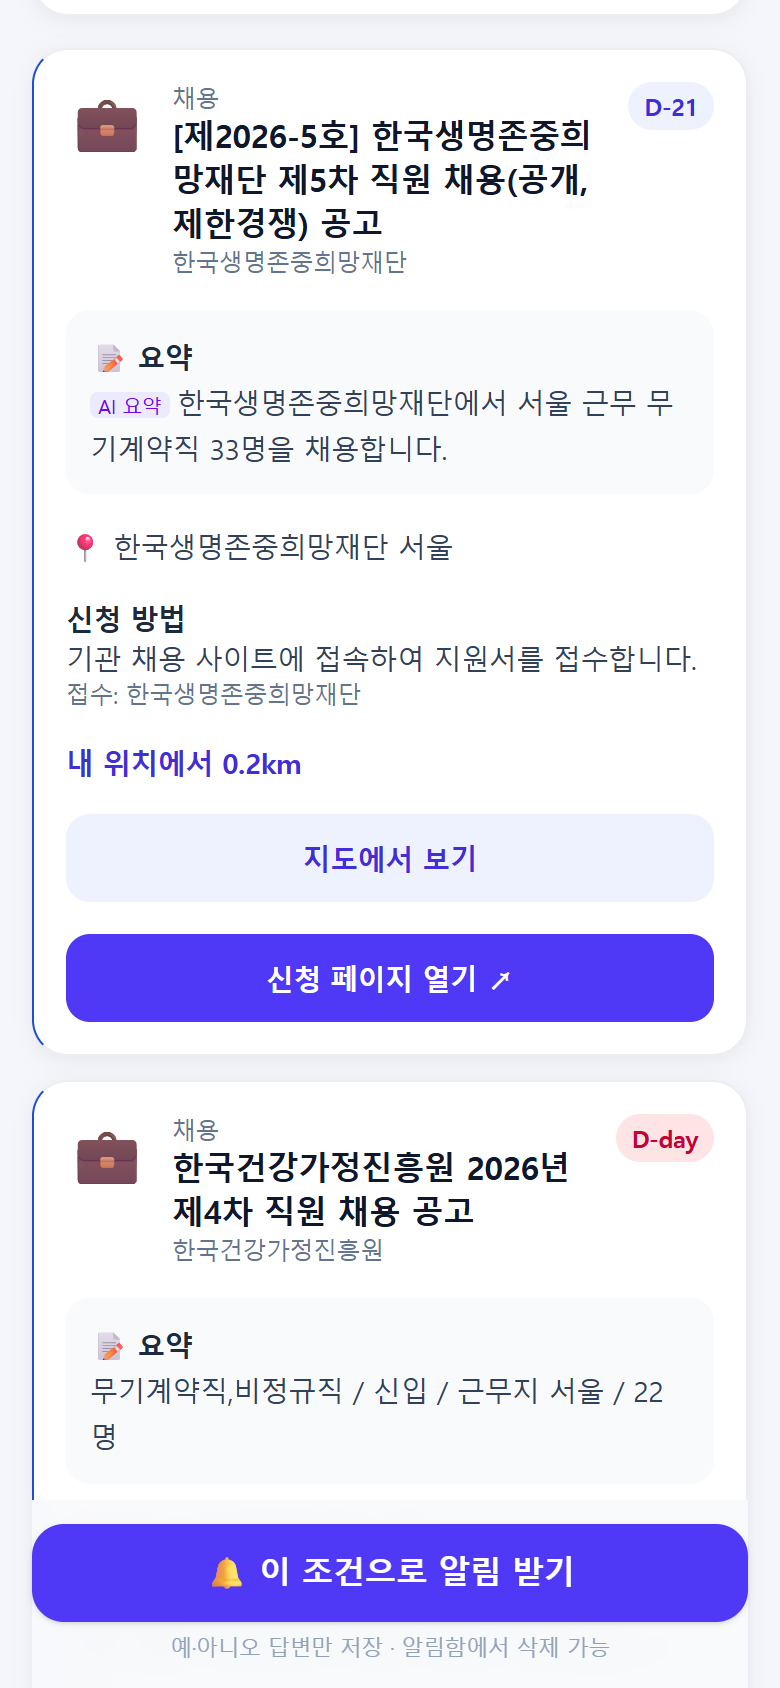 채용
D-21
[제2026-5호] 한국생명존중희
망재단 제5차 직원 채용(공개,
제한경쟁) 공고
한국생명존중희망재단
요약
AI 요약 한국생명존중희망재단에서 서울 근무 무
기계약직 33명을 채용합니다.
한국생명존중희망재단 서울
신청 방법
기관 채용 사이트에 접속하여 지원서를 접수합니다.
접수: 한국생명존중희망재단
내 위치에서 0.2km
지도에서 보기
신청 페이지 열기 ↗
채용
D-day
한국건강가정진흥원 2026년
제4차 직원 채용 공고
한국건강가정진흥원
요약
무기계약직,비정규직 / 신입 / 근무지 서울 / 22
명
이 조건으로 알림 받기
예·아니오 답변만 저장 · 알림함에서 삭제 가능